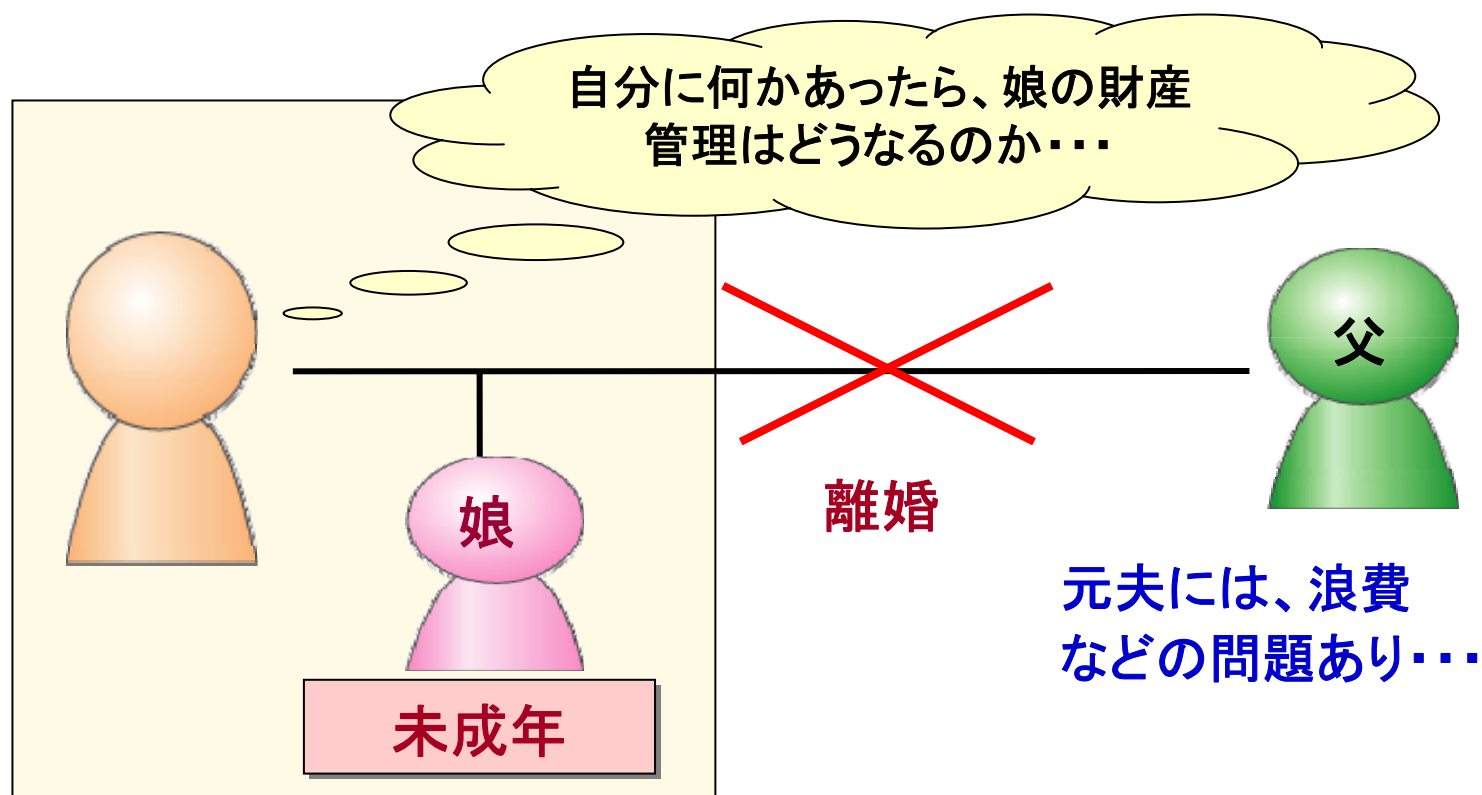 自分に何かあったら、娘の財産
管理はどうなるのか・・・
父
娘
離婚
元夫には、浪費
などの問題あり・・・
未成年